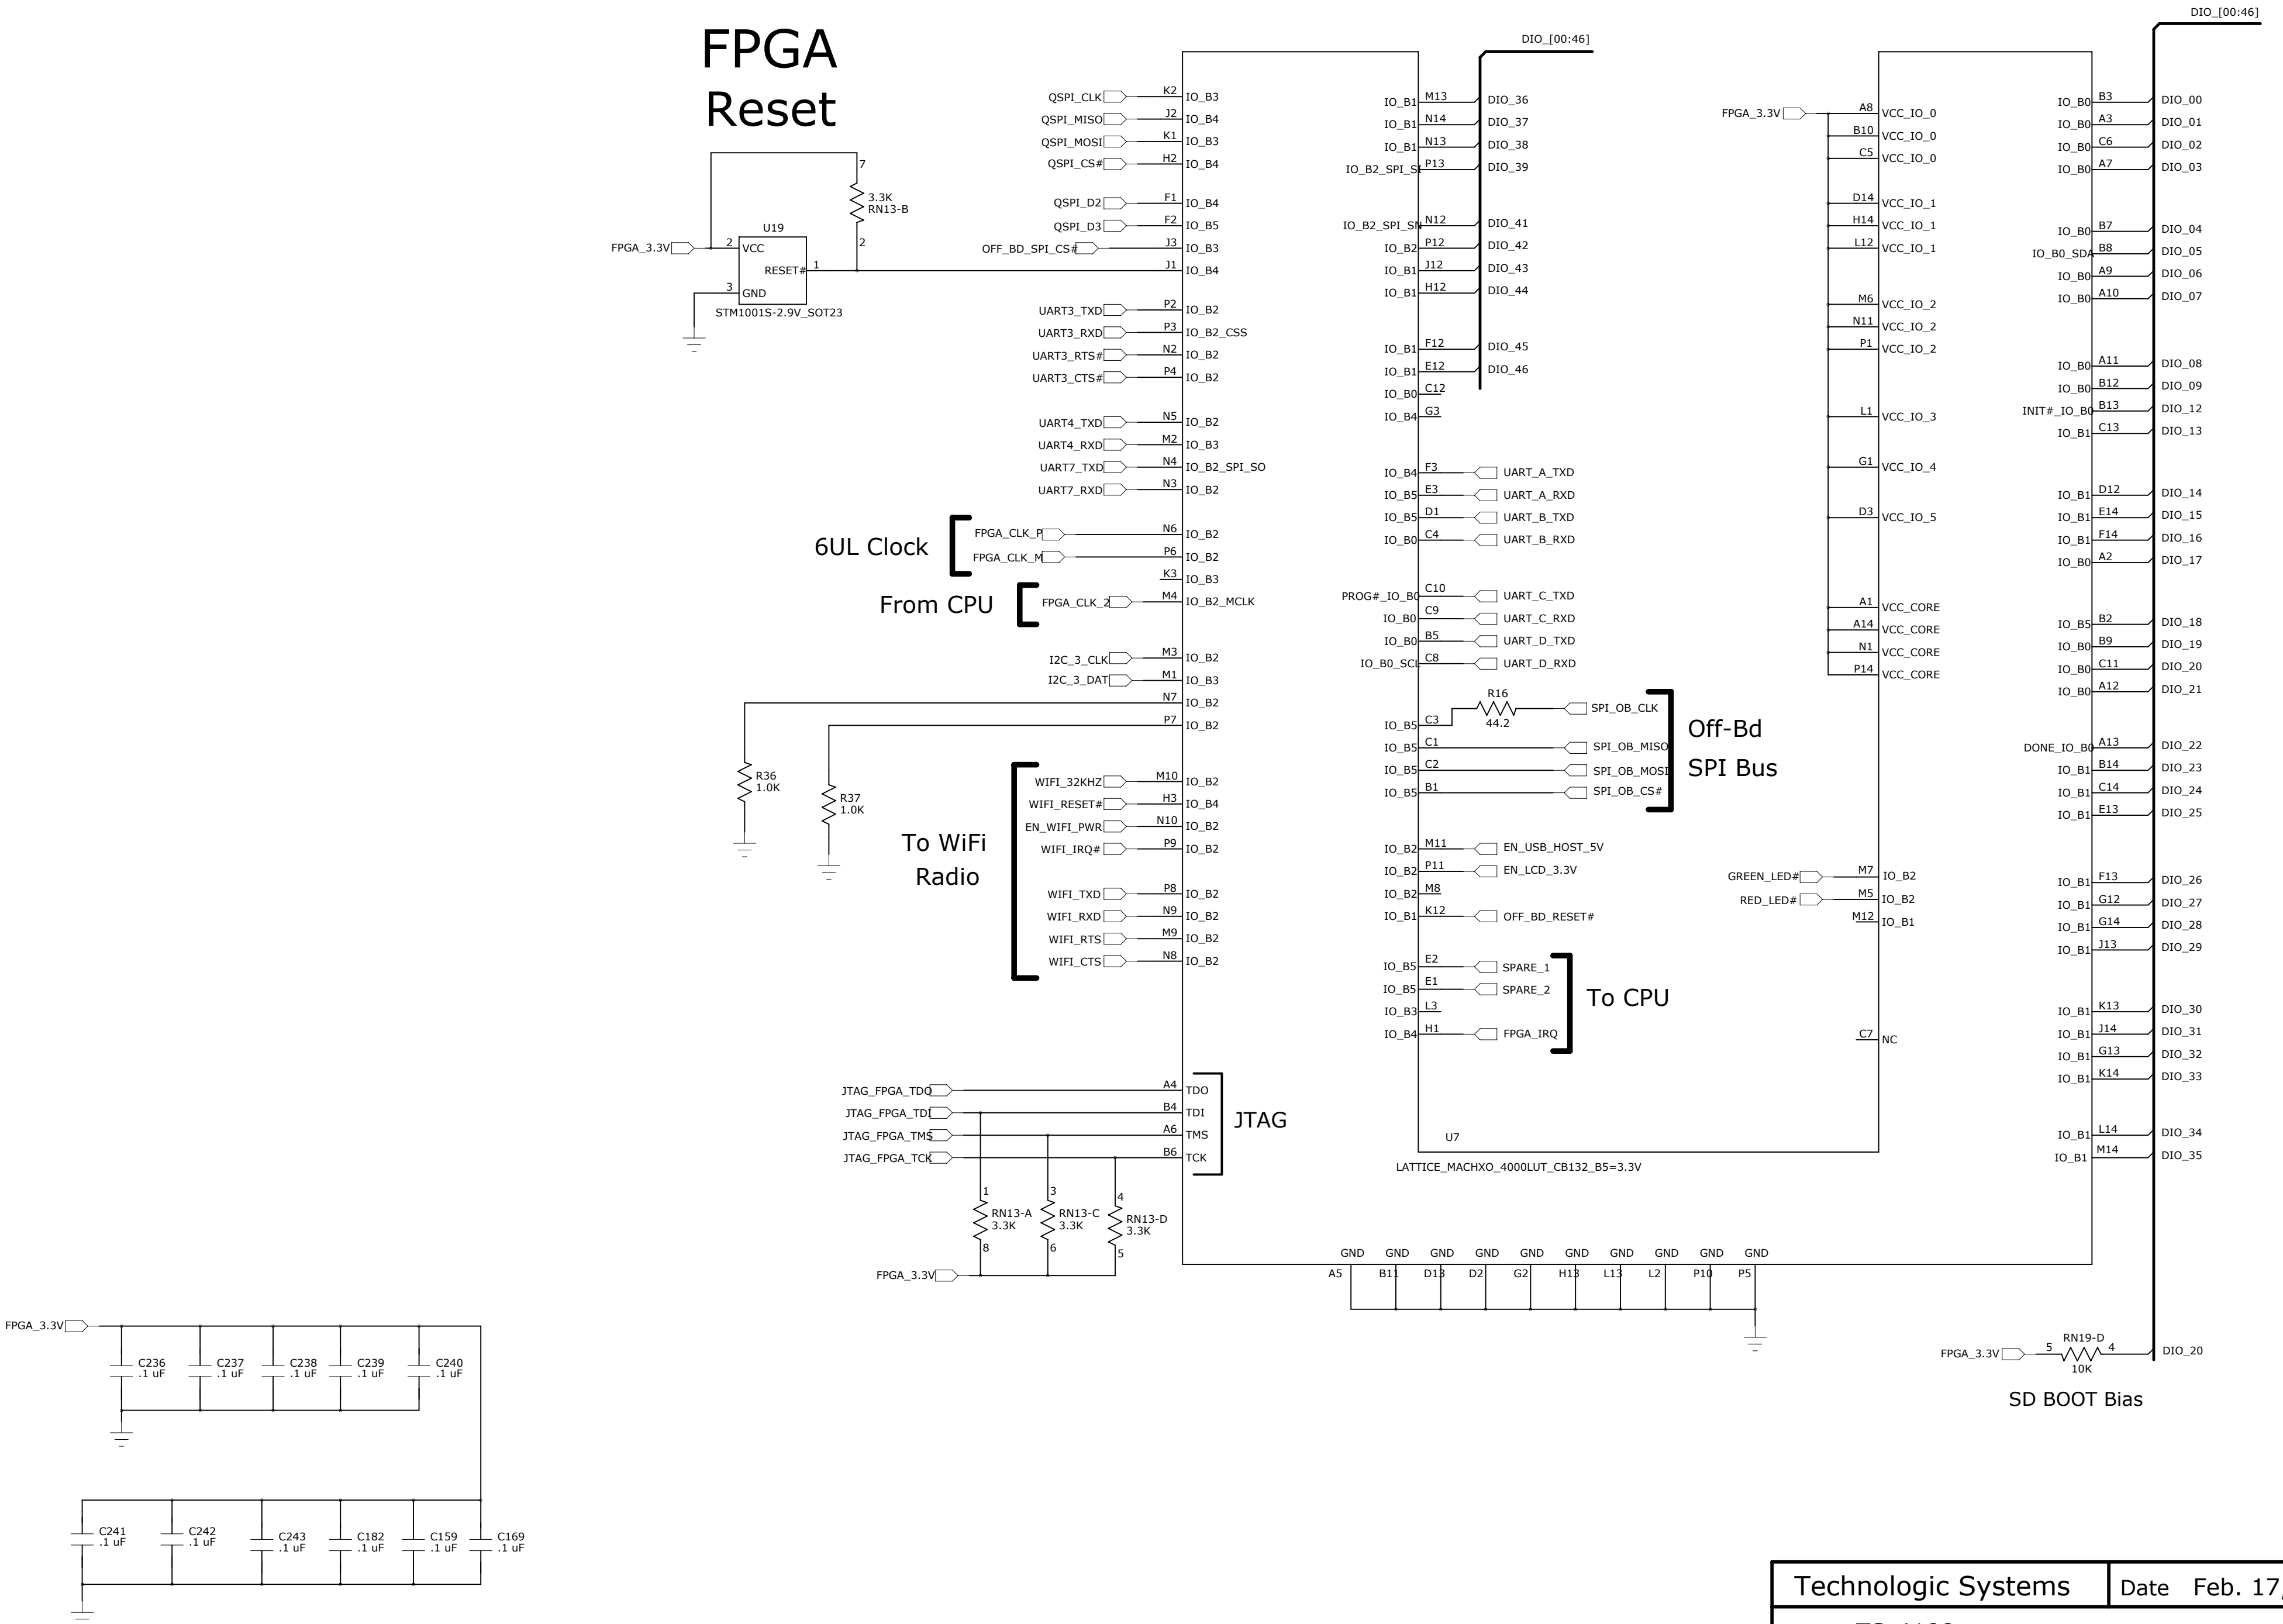 DIO_[00:46]
FPGA
Reset
DIO_[00:46]
7
3.3K
RN13-B
2
U19
FPGA_3.3V
2 VCC
RESET# 1
3 GND
STM1001S-2.9V_SOT23
QSPI_CLK K2 IO_B3
QSPI_MISO J2 IO_B4
QSPI_MOSI K1 IO_B3
QSPI_CS# H2 IO_B4
QSPI_D2 F1 IO_B4
QSPI_D3 F2 IO_B5
OFF_BD_SPI_CS# J3 IO_B3
J1 IO_B4
UART3_TXD P2 IO_B2
UART3_RXD P3 IO_B2_CSS
UART3_RTS# N2 IO_B2
UART3_CTS# P4 IO_B2
UART4_TXD N5 IO_B2
UART4_RXD M2 IO_B3
UART7_TXD N4 IO_B2_SPI_SO
UART7_RXD N3 IO_B2
6UL Clock
FPGA_CLK_P N6 IO_B2
FPGA_CLK_M P6 IO_B2
K3 IO_B3
From CPU
FPGA_CLK_2 M4 IO_B2_MCLK
I2C_3_CLK M3 IO_B2
I2C_3_DAT M1 IO_B3
N7 IO_B2
P7 IO_B2
R36
1.0K
R37
1.0K
To WiFi
Radio
WIFI_32KHZ M10 IO_B2
WIFI_RESET# H3 IO_B4
EN_WIFI_PWR N10 IO_B2
WIFI_IRQ# P9 IO_B2
WIFI_TXD P8 IO_B2
WIFI_RXD N9 IO_B2
WIFI_RTS M9 IO_B2
WIFI_CTS N8 IO_B2
JTAG_FPGA_TDO A4 TDO
JTAG_FPGA_TDI B4 TDI
JTAG_FPGA_TMS A6 TMS
JTAG_FPGA_TCK B6 TCK
JTAG
1 RN13-A 3.3K 8
3 RN13-C 3.3K 6
4 RN13-D 3.3K 5
FPGA_3.3V
IO_B1 M13 DIO_36
IO_B1 N14 DIO_37
IO_B1 N13 DIO_38
IO_B2_SPI_SI P13 DIO_39
IO_B2_SPI_SN N12 DIO_41
IO_B2 P12 DIO_42
IO_B1 J12 DIO_43
IO_B1 H12 DIO_44
IO_B1 F12 DIO_45
IO_B1 E12 DIO_46
IO_B0 C12
IO_B4 G3
IO_B4 F3 UART_A_TXD
IO_B5 E3 UART_A_RXD
IO_B5 D1 UART_B_TXD
IO_B0 C4 UART_B_RXD
PROG#_IO_B0 C10 UART_C_TXD
IO_B0 C9 UART_C_RXD
IO_B0 B5 UART_D_TXD
IO_B0_SCL C8 UART_D_RXD
R16
44.2
IO_B5 C3 SPI_OB_CLK
IO_B5 C1 SPI_OB_MISO
IO_B5 C2 SPI_OB_MOSI
IO_B5 B1 SPI_OB_CS#
Off-Bd
SPI Bus
IO_B2 M11 EN_USB_HOST_5V
IO_B2 P11 EN_LCD_3.3V
IO_B2 M8
IO_B1 K12 OFF_BD_RESET#
IO_B5 E2 SPARE_1
IO_B5 E1 SPARE_2
IO_B3 L3
IO_B4 H1 FPGA_IRQ
To CPU
U7
LATTICE_MACHXO_4000LUT_CB132_B5=3.3V
FPGA_3.3V A8 VCC_IO_0
B10 VCC_IO_0
C5 VCC_IO_0
D14 VCC_IO_1
H14 VCC_IO_1
L12 VCC_IO_1
M6 VCC_IO_2
N11 VCC_IO_2
P1 VCC_IO_2
L1 VCC_IO_3
G1 VCC_IO_4
D3 VCC_IO_5
A1 VCC_CORE
A14 VCC_CORE
N1 VCC_CORE
P14 VCC_CORE
GREEN_LED# M7 IO_B2
RED_LED# M5 IO_B2
M12 IO_B1
C7 NC
IO_B0 B3 DIO_00
IO_B0 A3 DIO_01
IO_B0 C6 DIO_02
IO_B0 A7 DIO_03
IO_B0 B7 DIO_04
IO_B0_SDA B8 DIO_05
IO_B0 A9 DIO_06
IO_B0 A10 DIO_07
IO_B0 A11 DIO_08
IO_B0 B12 DIO_09
INIT#_IO_B0 B13 DIO_12
IO_B1 C13 DIO_13
IO_B1 D12 DIO_14
IO_B1 E14 DIO_15
IO_B1 F14 DIO_16
IO_B0 A2 DIO_17
IO_B5 B2 DIO_18
IO_B0 B9 DIO_19
IO_B0 C11 DIO_20
IO_B0 A12 DIO_21
DONE_IO_B0 A13 DIO_22
IO_B1 B14 DIO_23
IO_B1 C14 DIO_24
IO_B1 E13 DIO_25
IO_B1 F13 DIO_26
IO_B1 G12 DIO_27
IO_B1 G14 DIO_28
IO_B1 J13 DIO_29
IO_B1 K13 DIO_30
IO_B1 J14 DIO_31
IO_B1 G13 DIO_32
IO_B1 K14 DIO_33
IO_B1 L14 DIO_34
IO_B1 M14 DIO_35
GND GND GND GND GND GND GND GND GND GND
A5 B11 D13 D2 G2 H13 L13 L2 P10 P5
RN19-D
FPGA_3.3V 5 4 DIO_20
10K
SD BOOT Bias
FPGA_3.3V
C236 C237 C238 C239 C240
.1 uF .1 uF .1 uF .1 uF .1 uF
C241 C242 C243 C182 C159 C169
.1 uF .1 uF .1 uF .1 uF .1 uF .1 uF
Technologic Systems Date Feb. 17,